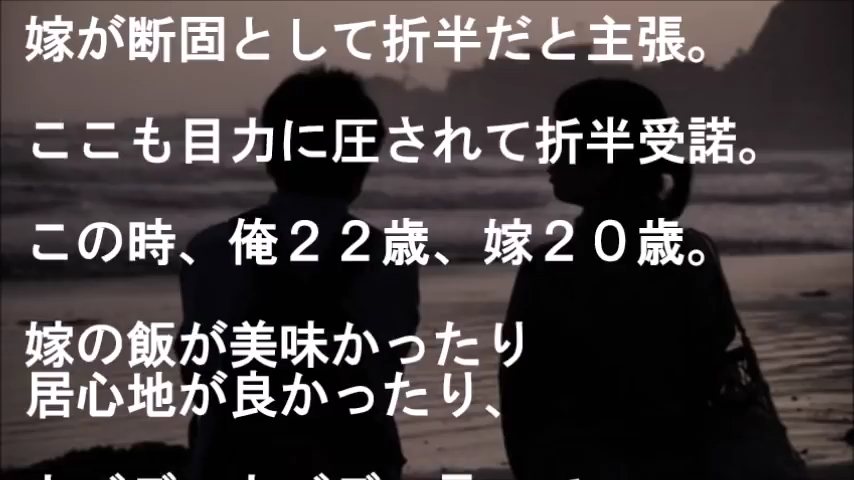 嫁が断固として折半だと主張。
ここも目力に圧されて折半受諾。
この時、俺２２歳、嫁２０歳。
嫁の飯が美味かったり
居心地が良かったり、